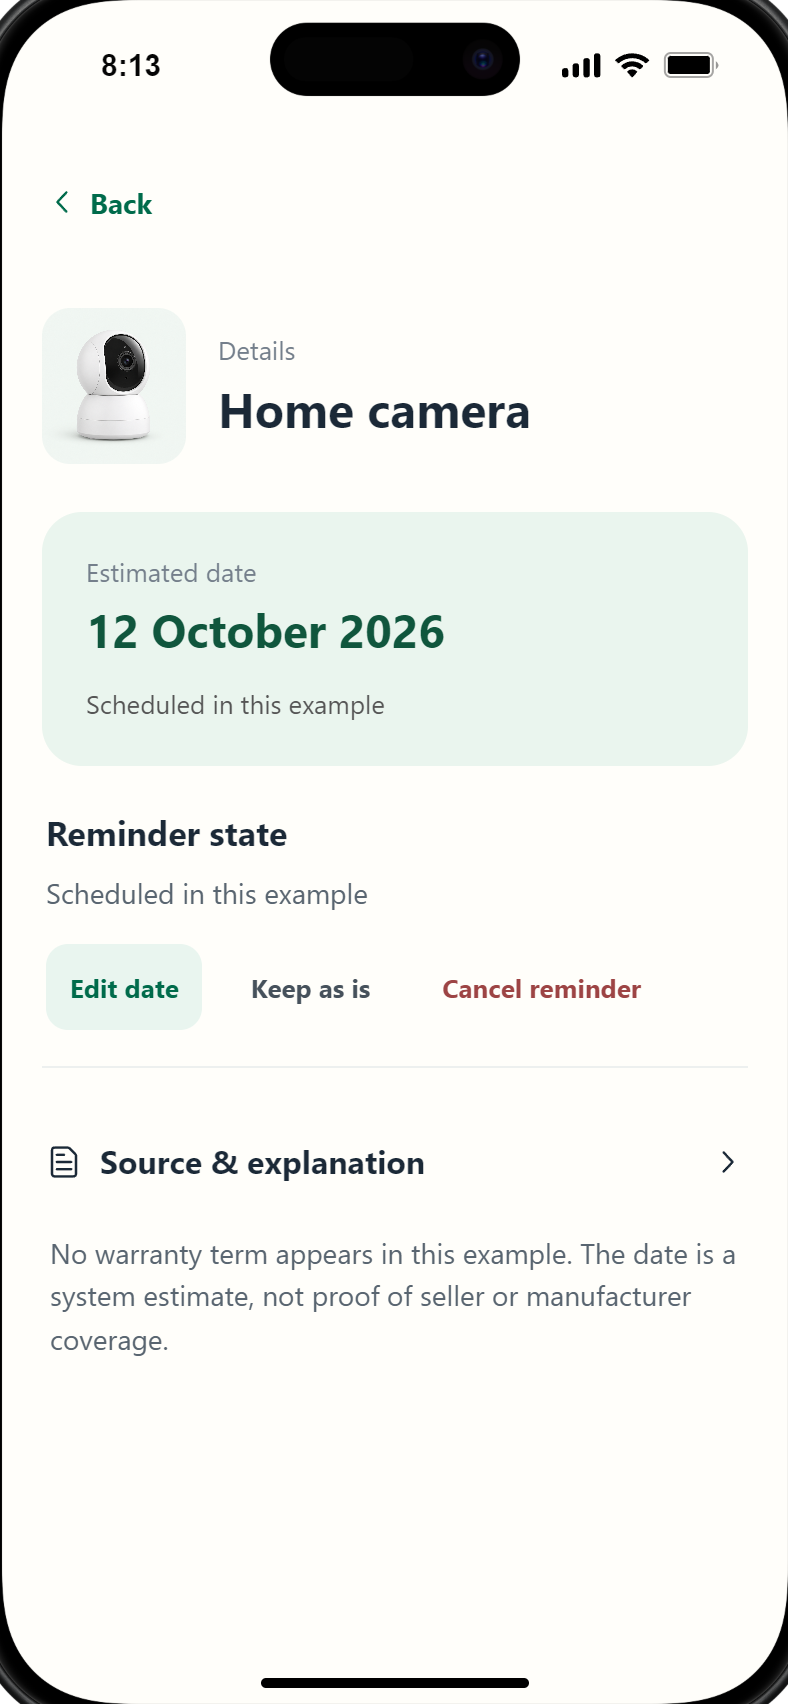 8:13
Back
Details
Home camera
Estimated date
12 October 2026
Scheduled in this example
Reminder state
Scheduled in this example
Edit date
Keep as is
Cancel reminder
Source & explanation
No warranty term appears in this example. The date is a
system estimate, not proof of seller or manufacturer
coverage.